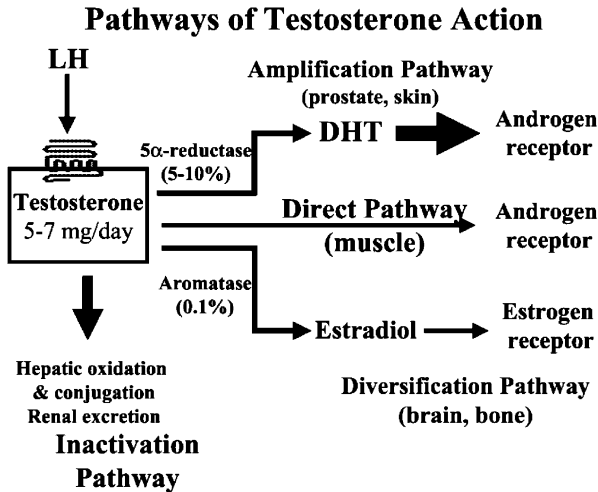 Pathways of Testosterone Action
LH
Amplification Pathway
(prostate, skin)
5α-reductase
(5-10%)
DHT
Androgen
receptor
Testosterone
5-7 mg/day
Direct Pathway
(muscle)
Androgen
receptor
Aromatase
(0.1%)
Estradiol
Estrogen
receptor
Diversification Pathway
(brain, bone)
Hepatic oxidation
& conjugation
Renal excretion
Inactivation
Pathway